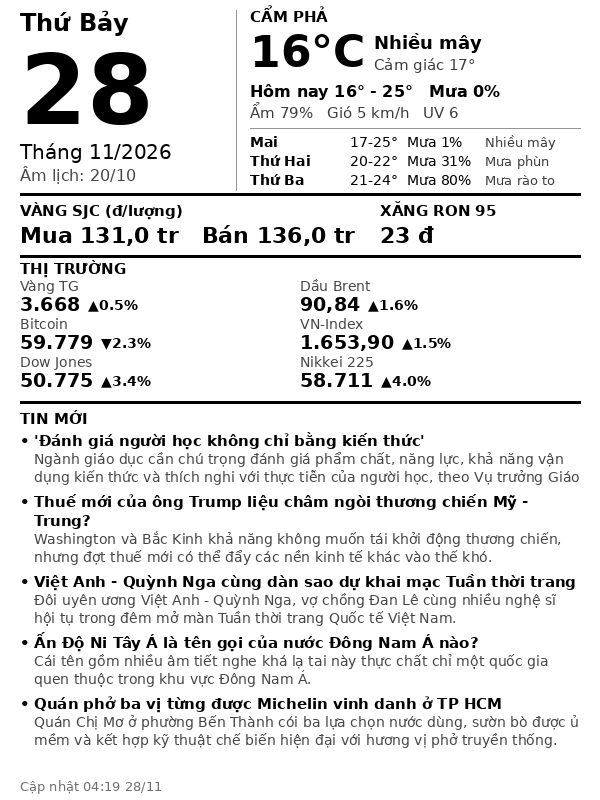 Thứ Bảy
28
Tháng 11/2026
Âm lịch: 20/10
CẨM PHẢ
16°C Nhiều mây
Cảm giác 17°
Hôm nay 16° - 25° Mưa 0%
Ẩm 79% Gió 5 km/h UV 6
Mai 17-25° Mưa 1% Nhiều mây
Thứ Hai 20-22° Mưa 31% Mưa phùn
Thứ Ba 21-24° Mưa 80% Mưa rào to
VÀNG SJC (đ/lượng) XĂNG RON 95
Mua 131,0 tr Bán 136,0 tr 23 đ
THỊ TRƯỜNG
Vàng TG Dầu Brent
3.668 ▲0.5% 90,84 ▲1.6%
Bitcoin VN-Index
59.779 ▼2.3% 1.653,90 ▲1.5%
Dow Jones Nikkei 225
50.775 ▲3.4% 58.711 ▲4.0%
TIN MỚI
• 'Đánh giá người học không chỉ bằng kiến thức'
Ngành giáo dục cần chú trọng đánh giá phẩm chất, năng lực, khả năng vận
dụng kiến thức và thích nghi với thực tiễn của người học, theo Vụ trưởng Giáo
• Thuế mới của ông Trump liệu châm ngòi thương chiến Mỹ -
Trung?
Washington và Bắc Kinh khả năng không muốn tái khởi động thương chiến,
nhưng đợt thuế mới có thể đẩy các nền kinh tế khác vào thế khó.
• Việt Anh - Quỳnh Nga cùng dàn sao dự khai mạc Tuần thời trang
Đôi uyên ương Việt Anh - Quỳnh Nga, vợ chồng Đan Lê cùng nhiều nghệ sĩ
hội tụ trong đêm mở màn Tuần thời trang Quốc tế Việt Nam.
• Ấn Độ Ni Tây Á là tên gọi của nước Đông Nam Á nào?
Cái tên gồm nhiều âm tiết nghe khá lạ tai này thực chất chỉ một quốc gia
quen thuộc trong khu vực Đông Nam Á.
• Quán phở ba vị từng được Michelin vinh danh ở TP HCM
Quán Chị Mơ ở phường Bến Thành cói ba lựa chọn nước dùng, sườn bò được ủ
mềm và kết hợp kỹ thuật chế biến hiện đại với hương vị phở truyền thống.
Cập nhật 04:19 28/11